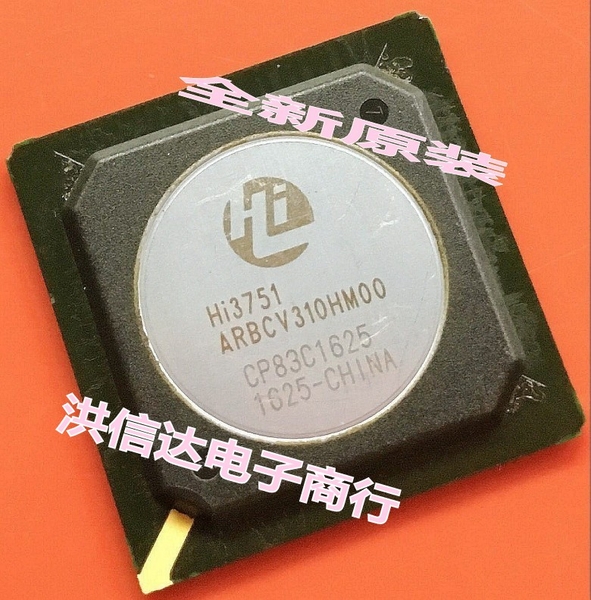 全新原装
Hi
Hi3751
ARBCV310HM00
CP83C1625
1625-CHINA
洪信达电子商行